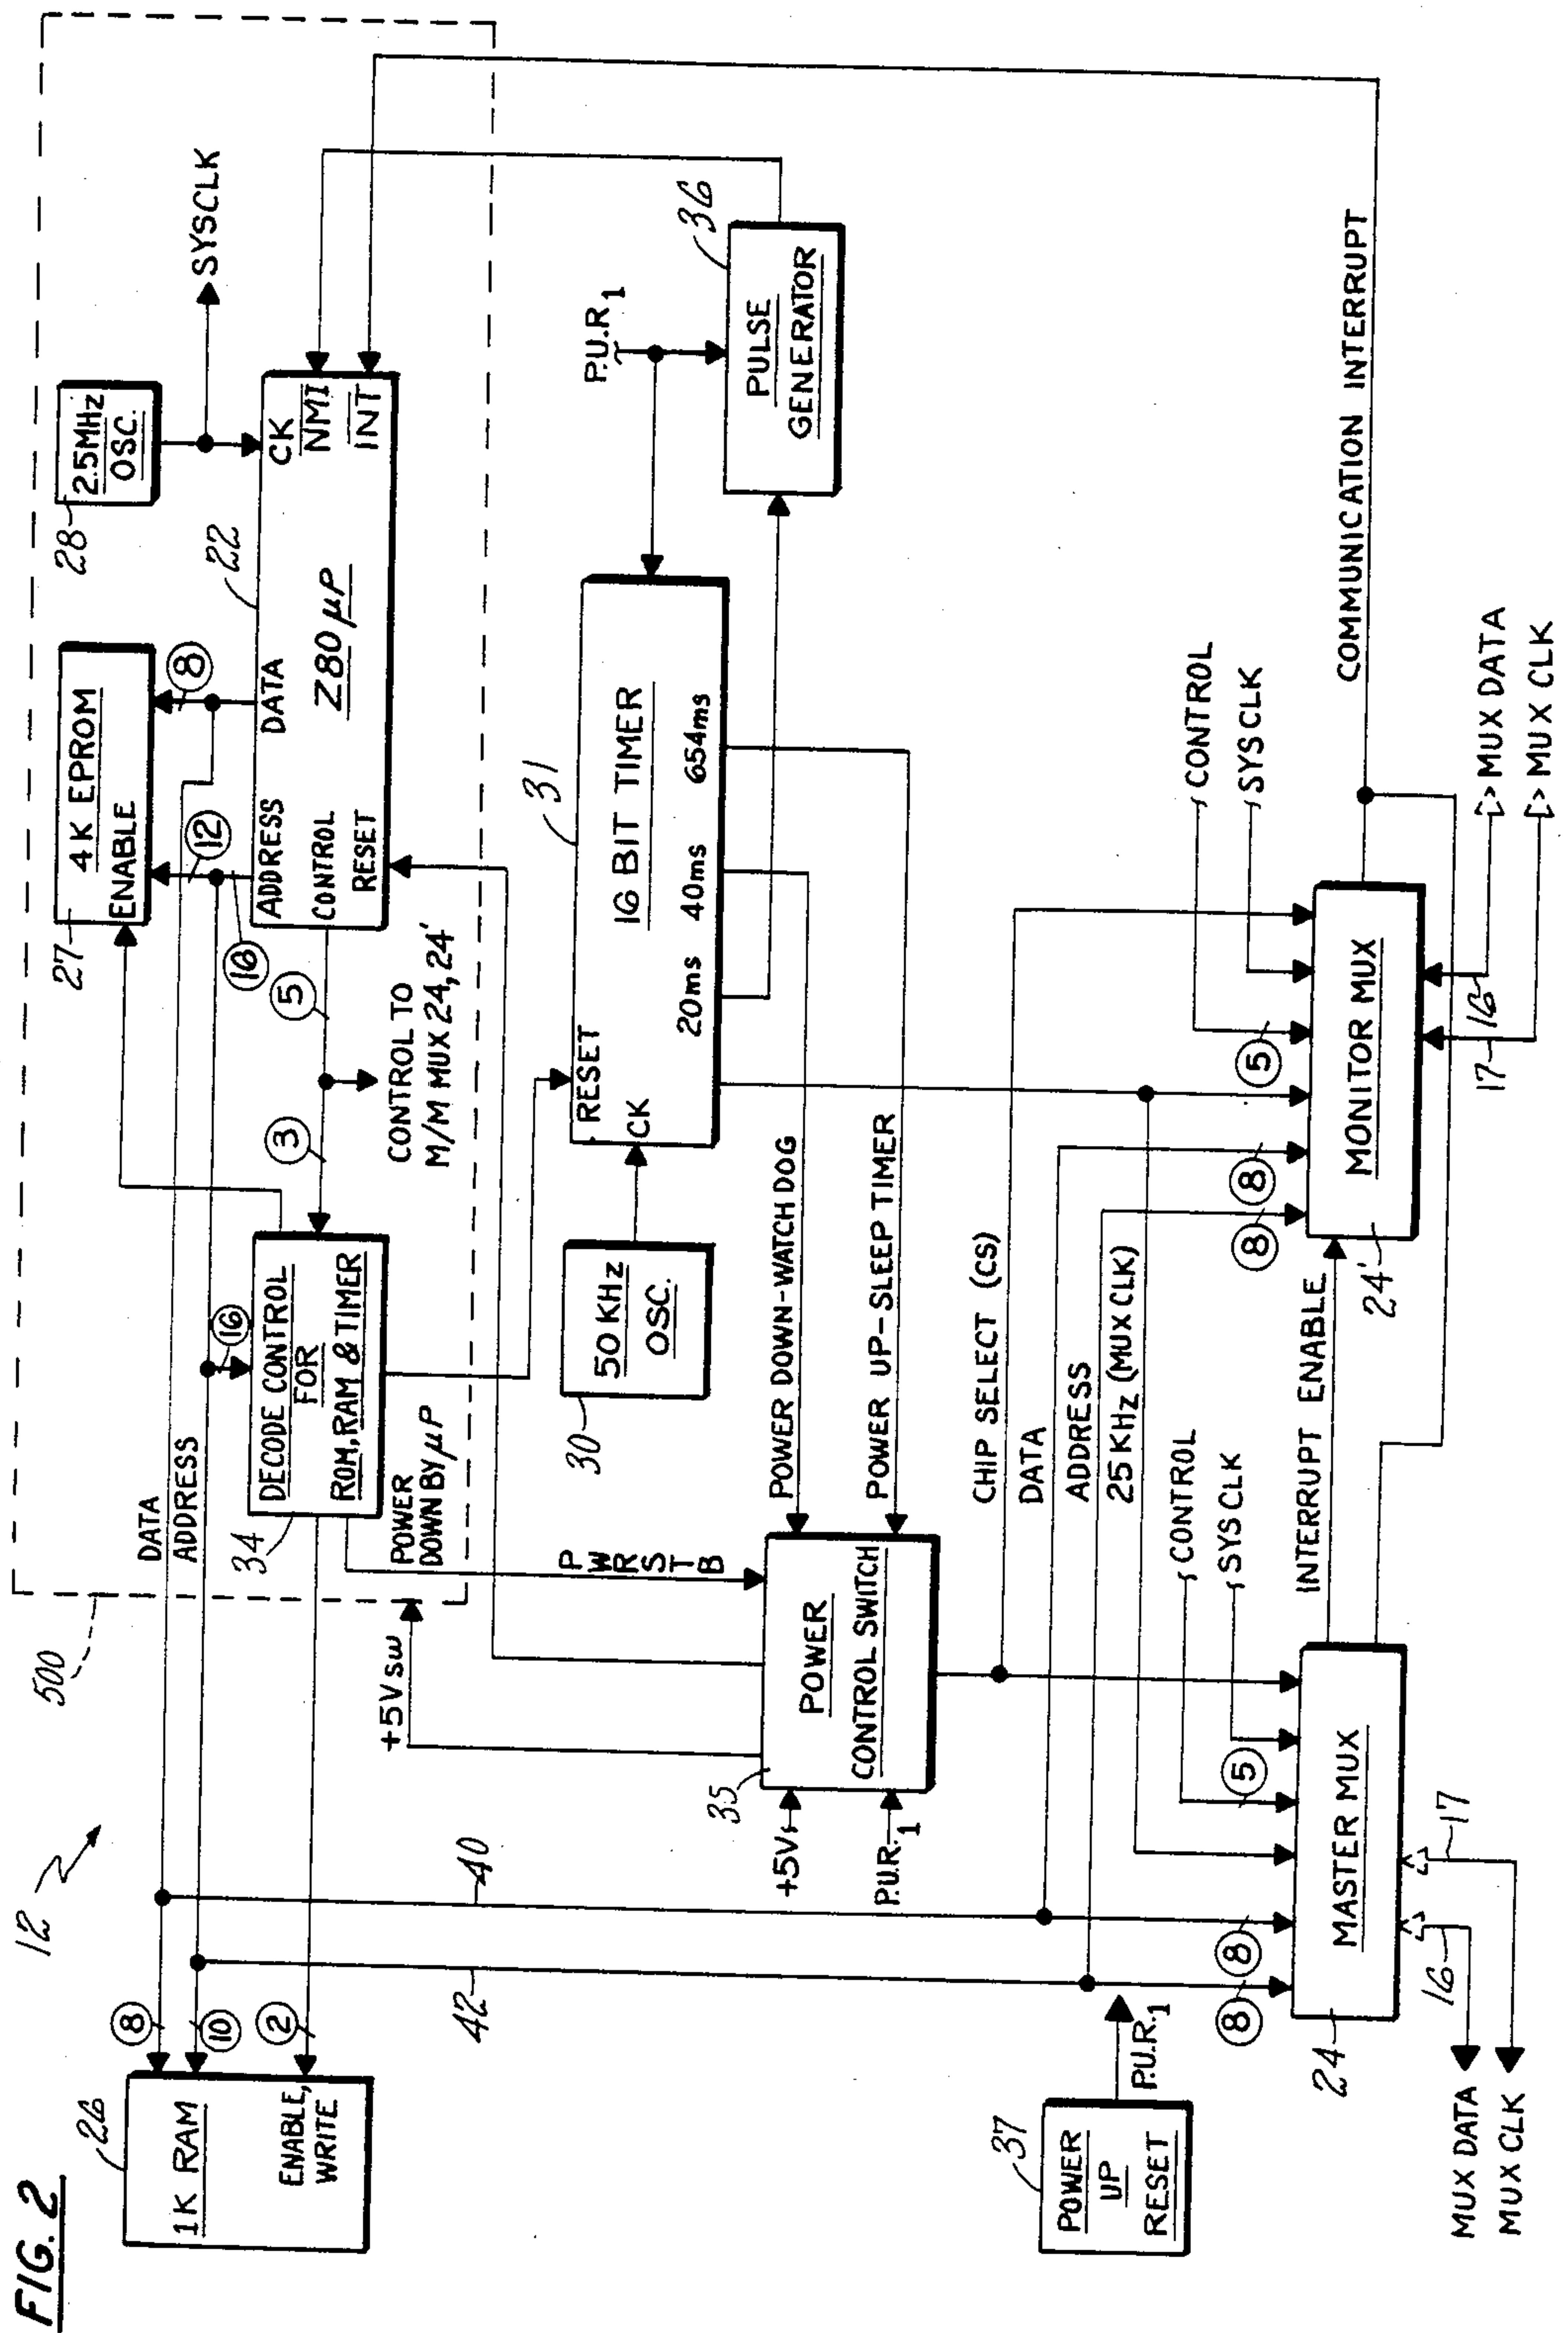 FIG. 2
12
500
26
1K RAM
ENABLE,
WRITE
8
10
2
DATA
ADDRESS
40
42
34
DECODE CONTROL
FOR
ROM, RAM & TIMER
16
3
5
CONTROL TO
M/M MUX 24, 24'
27
4K EPROM
ENABLE
12
16
8
28
2.5MHz
OSC.
SYSCLK
22
ADDRESS
DATA
CK
CONTROL
Z80 µP
NMI
RESET
INT
POWER
DOWN BY µP
PWRSTB
+5V SW
30
50 KHz
OSC.
31
RESET
CK
16 BIT TIMER
20ms
40ms
654ms
P.U.R.1
36
PULSE
GENERATOR
35
POWER
CONTROL SWITCH
+5V
P.U.R.1
POWER DOWN-WATCH DOG
POWER UP-SLEEP TIMER
CHIP SELECT (CS)
DATA
ADDRESS
25 KHz (MUX CLK)
37
POWER
UP
RESET
P.U.R.1
CONTROL
SYS CLK
8
8
5
MASTER MUX
24
16
17
MUX DATA
MUX CLK
INTERRUPT ENABLE
CONTROL
SYS CLK
8
8
5
MONITOR MUX
24'
17
16
MUX DATA
MUX CLK
COMMUNICATION INTERRUPT